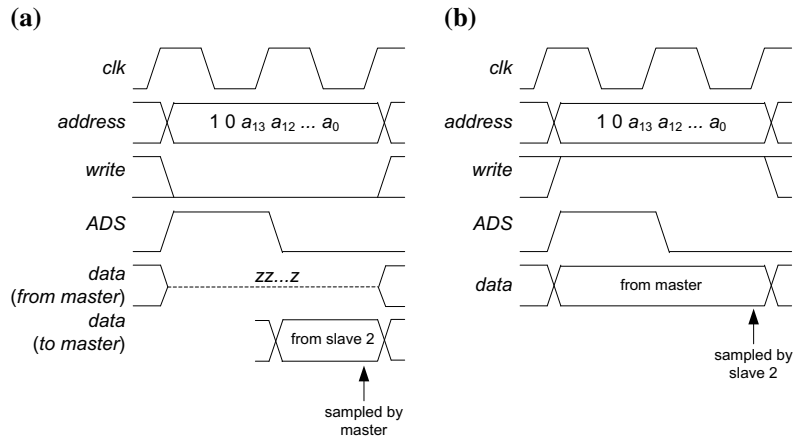 (a)
clk
address
1 0 a13 a12 ... a0
write
ADS
data
(from master)
zz...z
data
(to master)
from slave 2
sampled by
master
(b)
clk
address
1 0 a13 a12 ... a0
write
ADS
data
from master
sampled by
slave 2